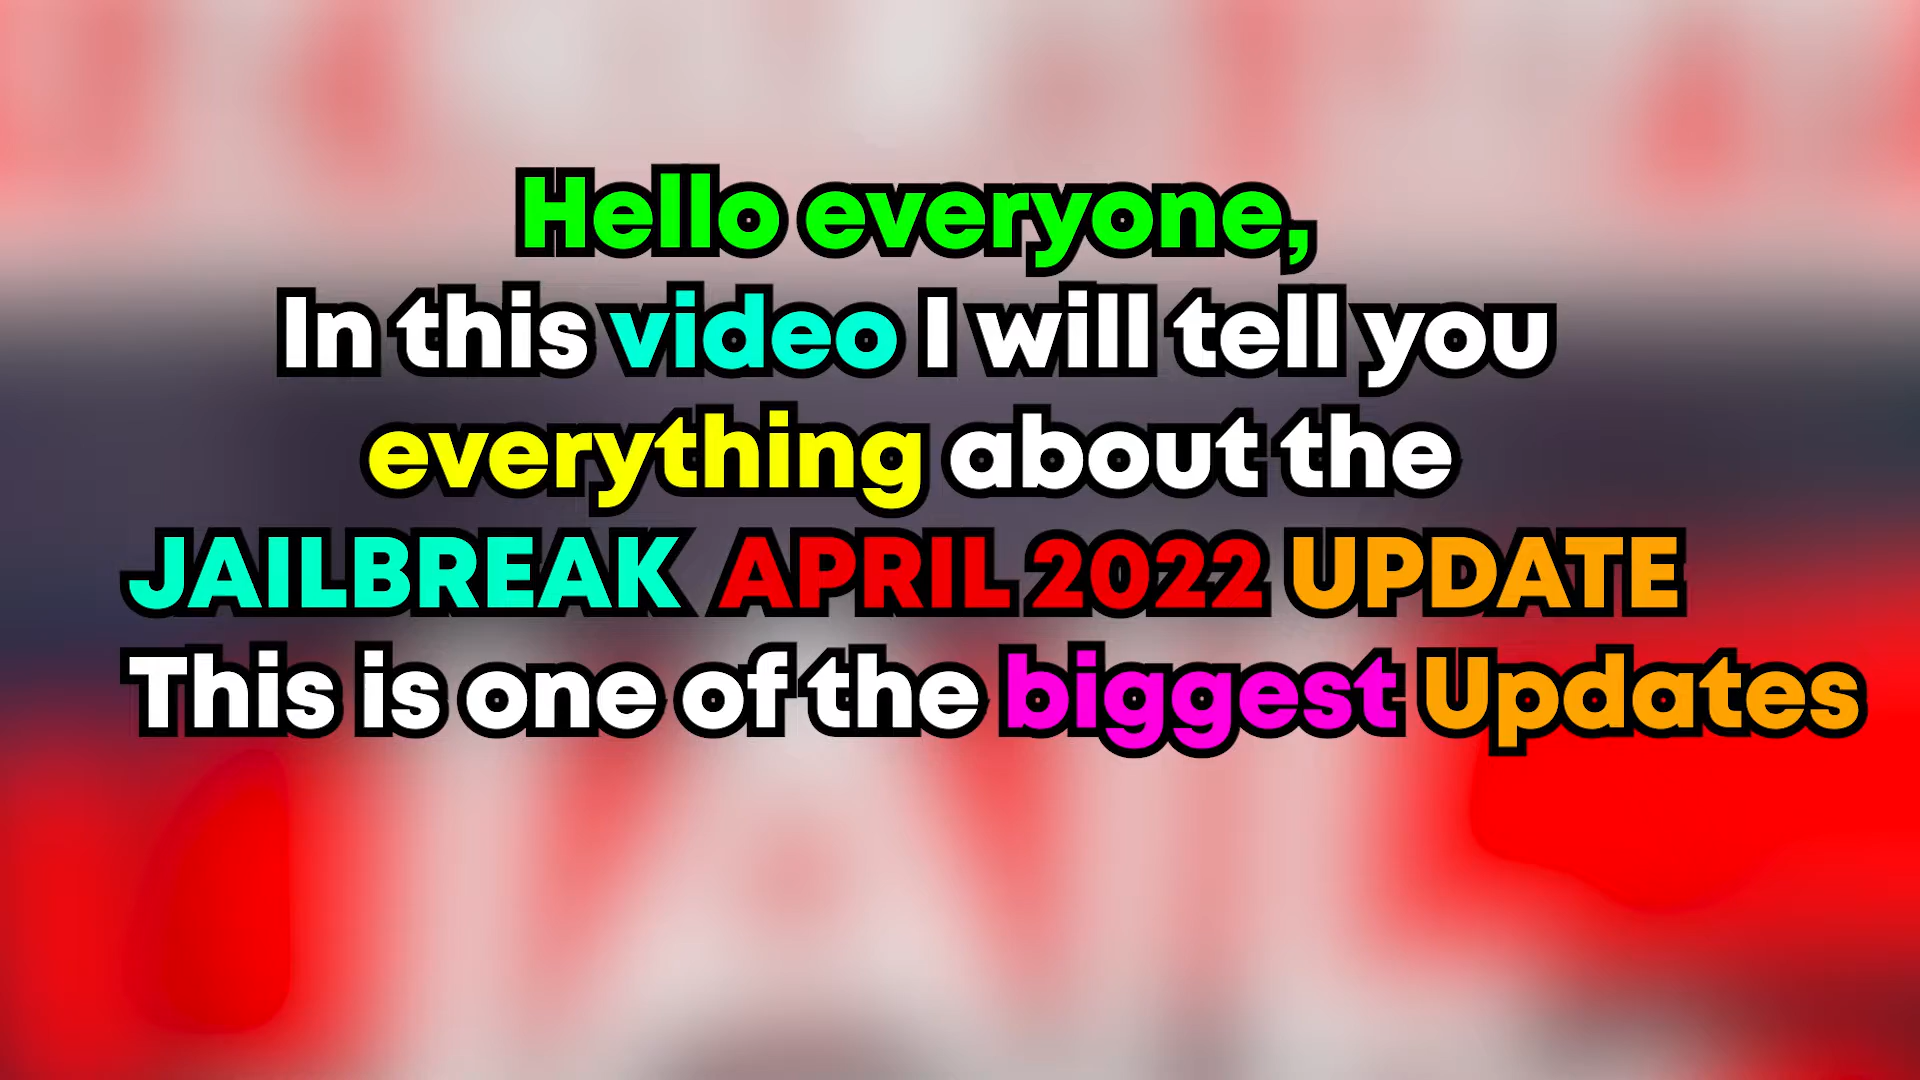 Hello everyone,
In this video I will tell you
everything about the
JAILBREAK APRIL 2022 UPDATE
This is one of the biggest Updates